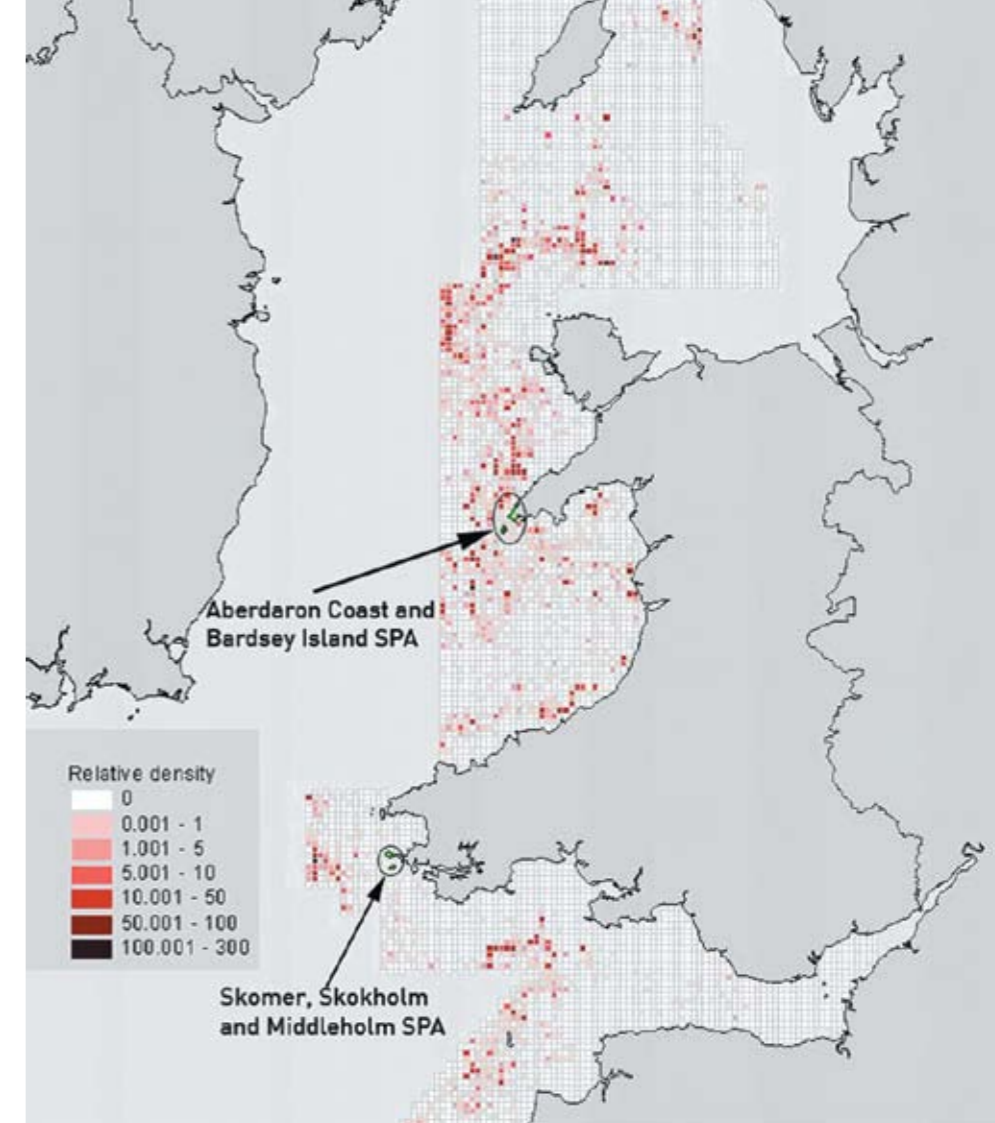 Aberdaron Coast and
Bardsey Island SPA
Relative density
0
0.001 - 1
1.001 - 5
5.001 - 10
10.001 - 50
50.001 - 100
100.001 - 300
Skomer, Skokholm
and Middleholm SPA